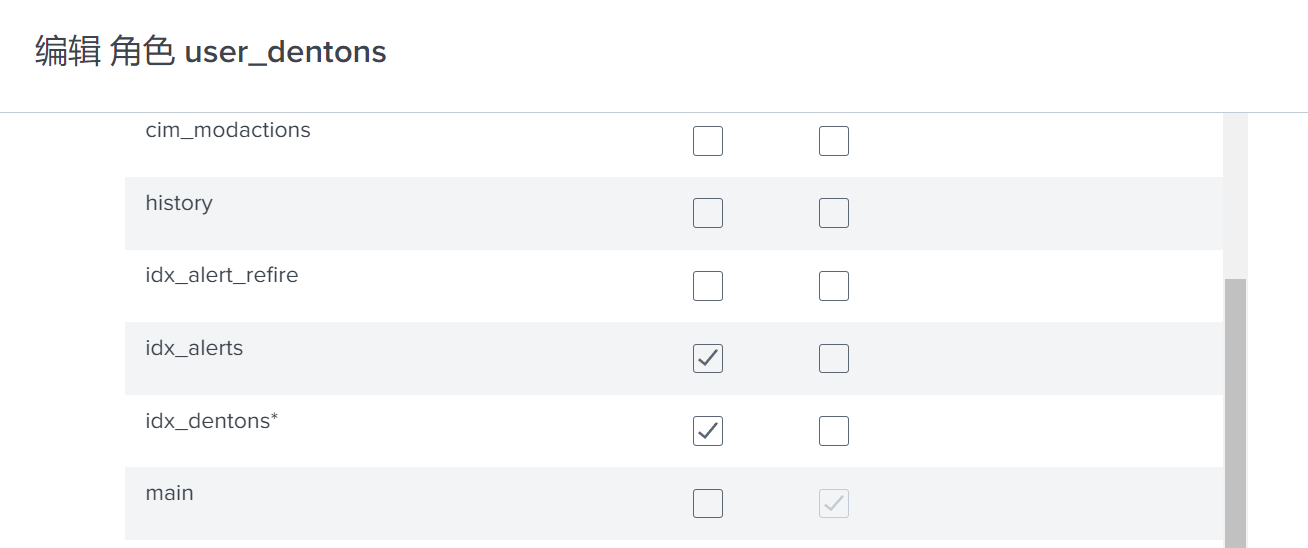 编辑 角色 user_dentons
cim_modactions
history
idx_alert_refire
idx_alerts
idx_dentons*
main